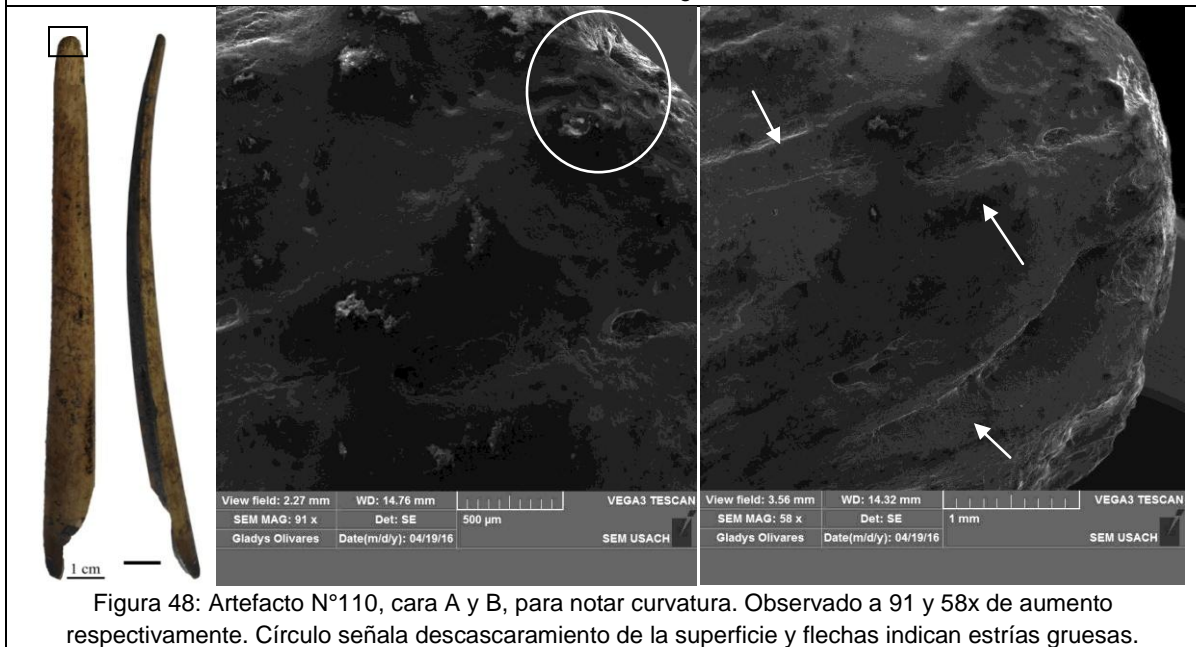 1 cm
View field: 2.27 mm WD: 14.76 mm VEGA3 TESCAN
SEM MAG: 91 x Det: SE 500 µm
Gladys Olivares Date(m/d/y): 04/19/16 SEM USACH
View field: 3.56 mm WD: 14.32 mm VEGA3 TESCAN
SEM MAG: 58 x Det: SE 1 mm
Gladys Olivares Date(m/d/y): 04/19/16 SEM USACH
Figura 48: Artefacto N°110, cara A y B, para notar curvatura. Observado a 91 y 58x de aumento
respectivamente. Círculo señala descascaramiento de la superficie y flechas indican estrías gruesas.